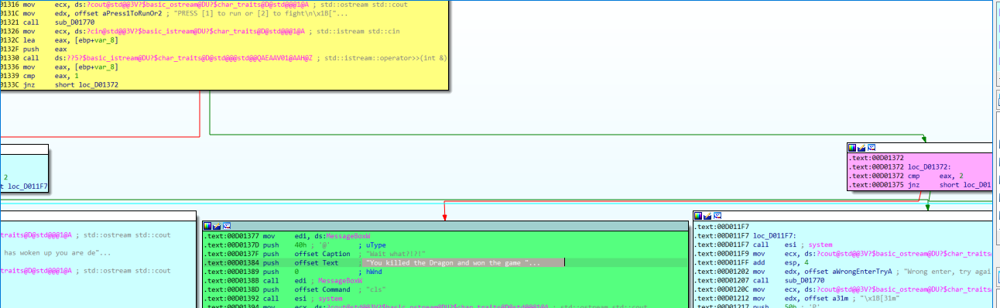 01316 mov ecx, ds:?cout@std@@3V?$basic_ostream@DU?$char_traits@D@std@@@1@A ; std::ostream std::cout
0131C mov edx, offset aPress1ToRunOr2 ; "PRESS [1] to run or [2] to fight\n\x1B["...
01321 call sub_D01770
01326 mov ecx, ds:?cin@std@@3V?$basic_istream@DU?$char_traits@D@std@@@1@A ; std::istream std::cin
0132C lea eax, [ebp+var_8]
0132F push eax
01330 call ds:??5?$basic_istream@DU?$char_traits@D@std@@@std@@QAEAAV01@AAH@Z ; std::istream::operator>>(int &)
01336 mov eax, [ebp+var_8]
01339 cmp eax, 1
0133C jnz short loc_D01372
.text:00D01372
.text:00D01372 loc_D01372:
.text:00D01372 cmp eax, 2
.text:00D01375 jnz short loc_D01
2
t loc_D011F7
traits@D@std@@@1@A ; std::ostream std::cout
has woken up you are de"...
traits@D@std@@@1@A ; std::ostream std::cout
.text:00D01377 mov edi, ds:MessageBoxW
.text:00D0137D push 40h ; '@' ; uType
.text:00D0137F push offset Caption ; "Wait what?!?!"
.text:00D01384 push offset Text ; "You killed the Dragon and won the game "...
.text:00D01389 push 0 ; hWnd
.text:00D0138B call edi ; MessageBoxW
.text:00D0138D push offset Command ; "cls"
.text:00D01392 call esi ; system
.text:00D01394 mov ecx, ds:?cout@std@@3V?$basic_ostream@DU?$char_traits@D@std@@@1@A ; std::ostream std::cout
.text:00D011F7
.text:00D011F7 loc_D011F7:
.text:00D011F7 call esi ; system
.text:00D011F9 mov ecx, ds:?cout@std@@3V?$basic_ostream@DU?$char_traits@
.text:00D011FF add esp, 4
.text:00D01202 mov edx, offset aWrongEnterTryA ; "Wrong enter, try agai
.text:00D01207 call sub_D01770
.text:00D0120C mov ecx, ds:?cout@std@@3V?$basic_ostream@DU?$char_traits@
.text:00D01212 mov edx, offset a31m ; "\x1B[31m"
.text:00D01217 push 50h ; 'P'